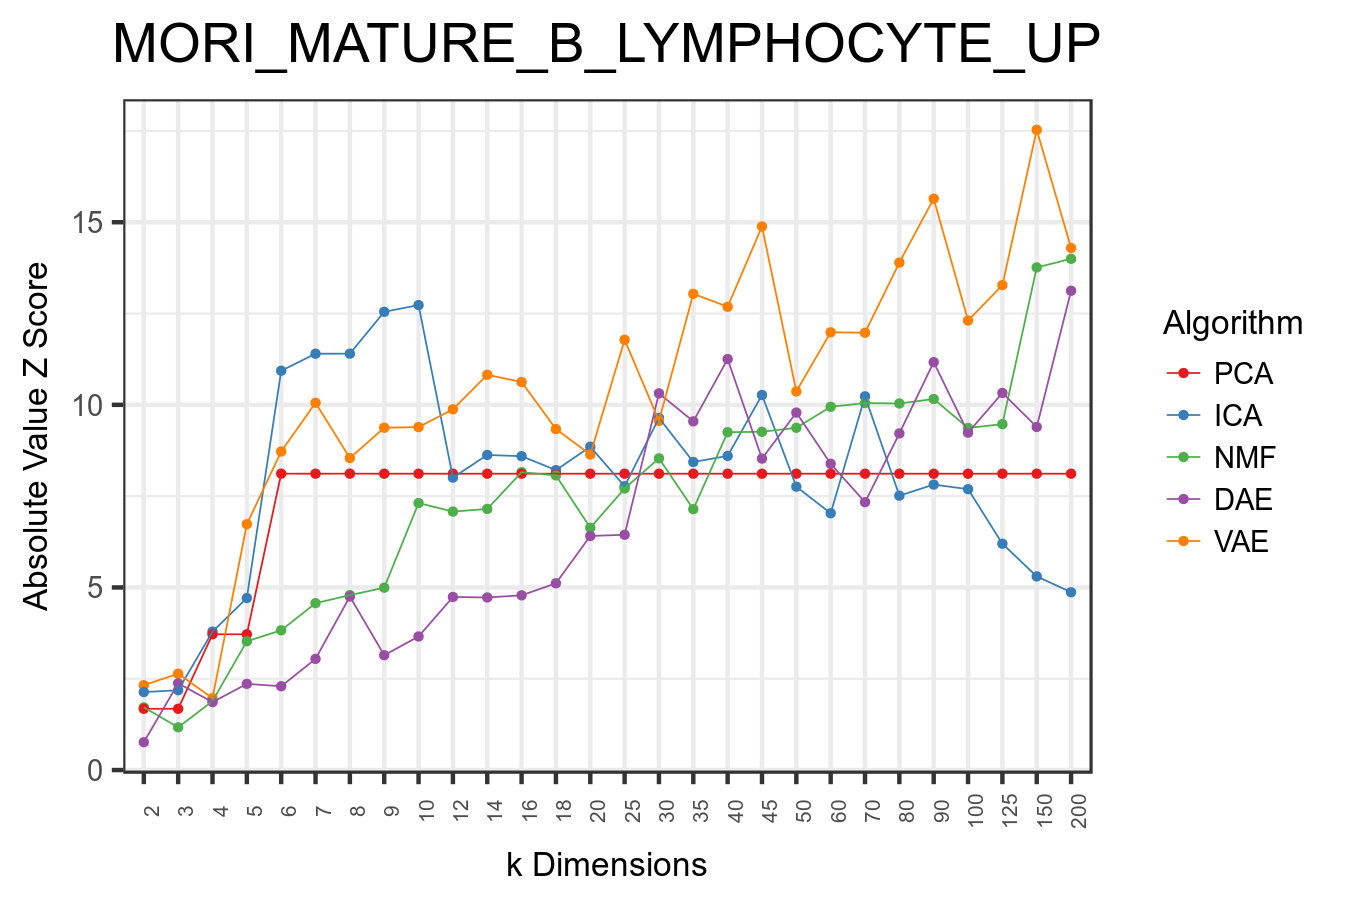 MORI_MATURE_B_LYMPHOCYTE_UP
Absolute Value Z Score
15
10
5
0
2 3 4 5 6 7 8 9 10 12 14 16 18 20 25 30 35 40 45 50 60 70 80 90 100 125 150 200
k Dimensions
Algorithm
PCA
ICA
NMF
DAE
VAE